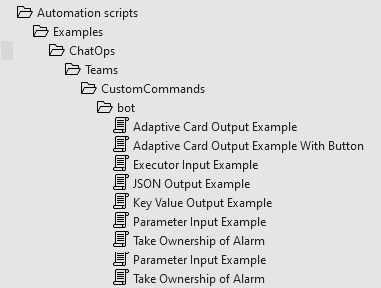 Automation scripts
Examples
ChatOps
Teams
CustomCommands
bot
Adaptive Card Output Example
Adaptive Card Output Example With Button
Executor Input Example
JSON Output Example
Key Value Output Example
Parameter Input Example
Take Ownership of Alarm
Parameter Input Example
Take Ownership of Alarm